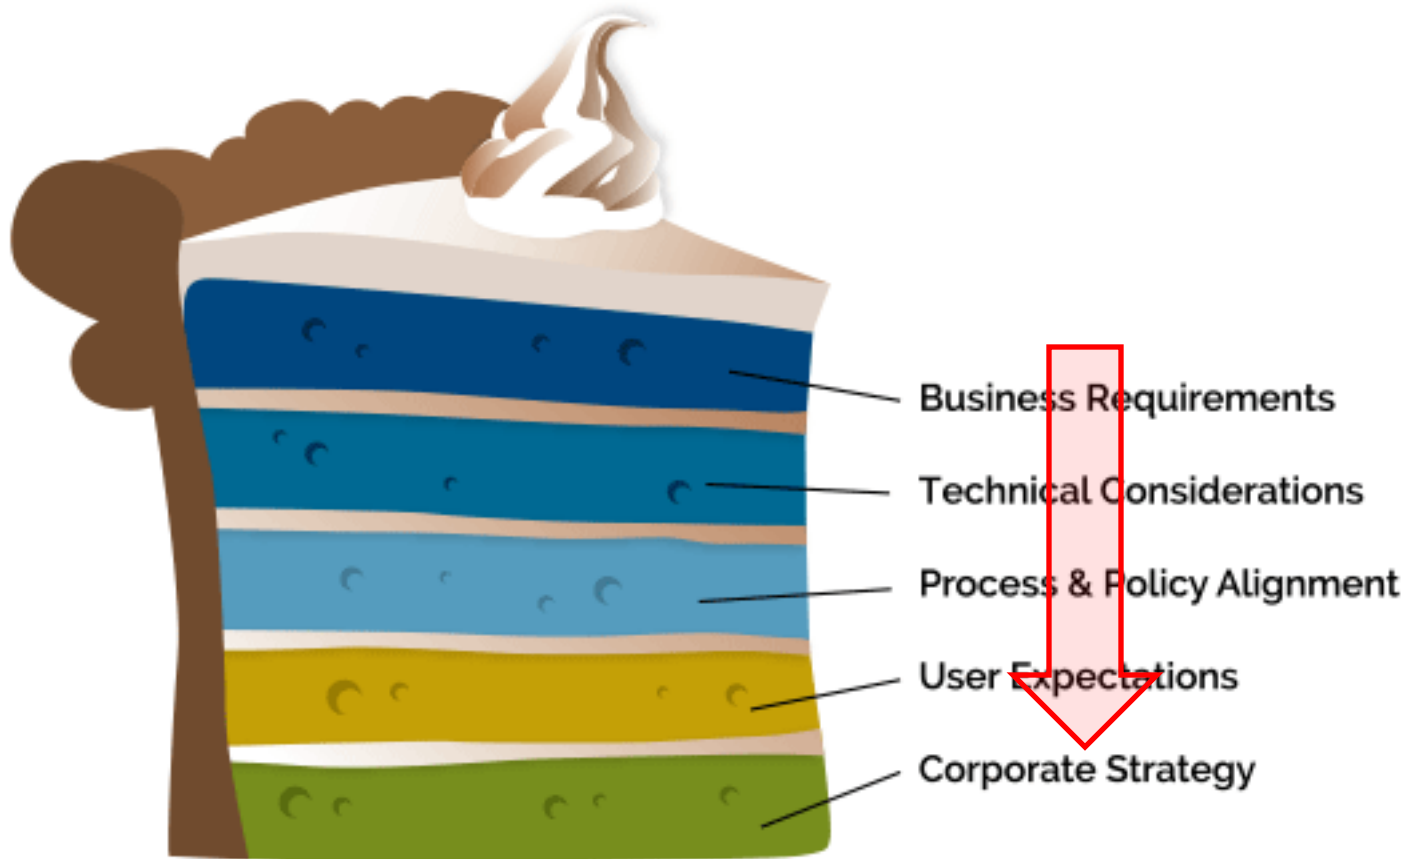 Business Requirements
Technical Considerations
Process & Policy Alignment
User Expectations
Corporate Strategy